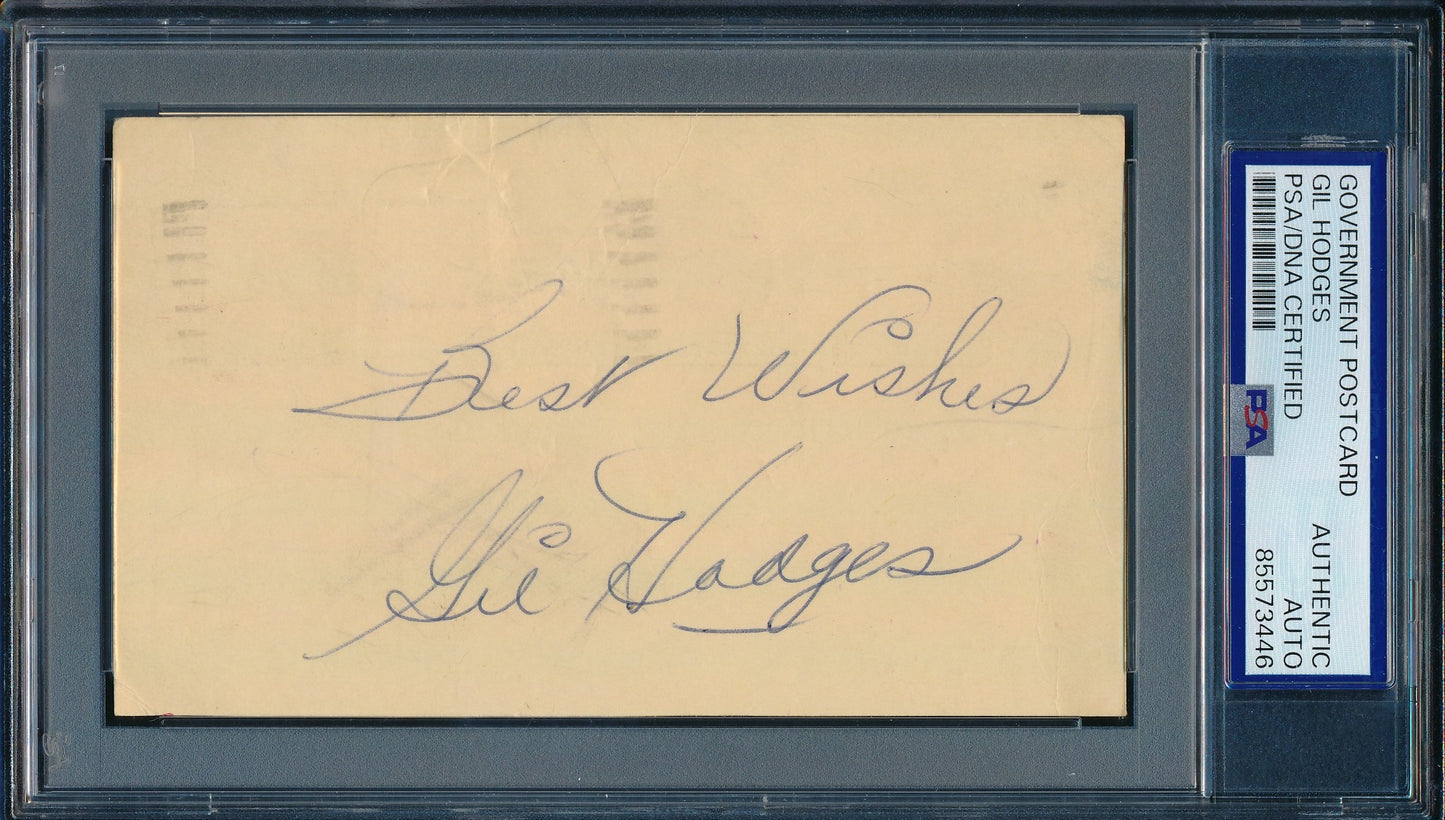 Best Wishes
Gil Hodges
GOVERNMENT POSTCARD
GIL HODGES AUTHENTIC
PSA/DNA CERTIFIED AUTO
85573446
PSA